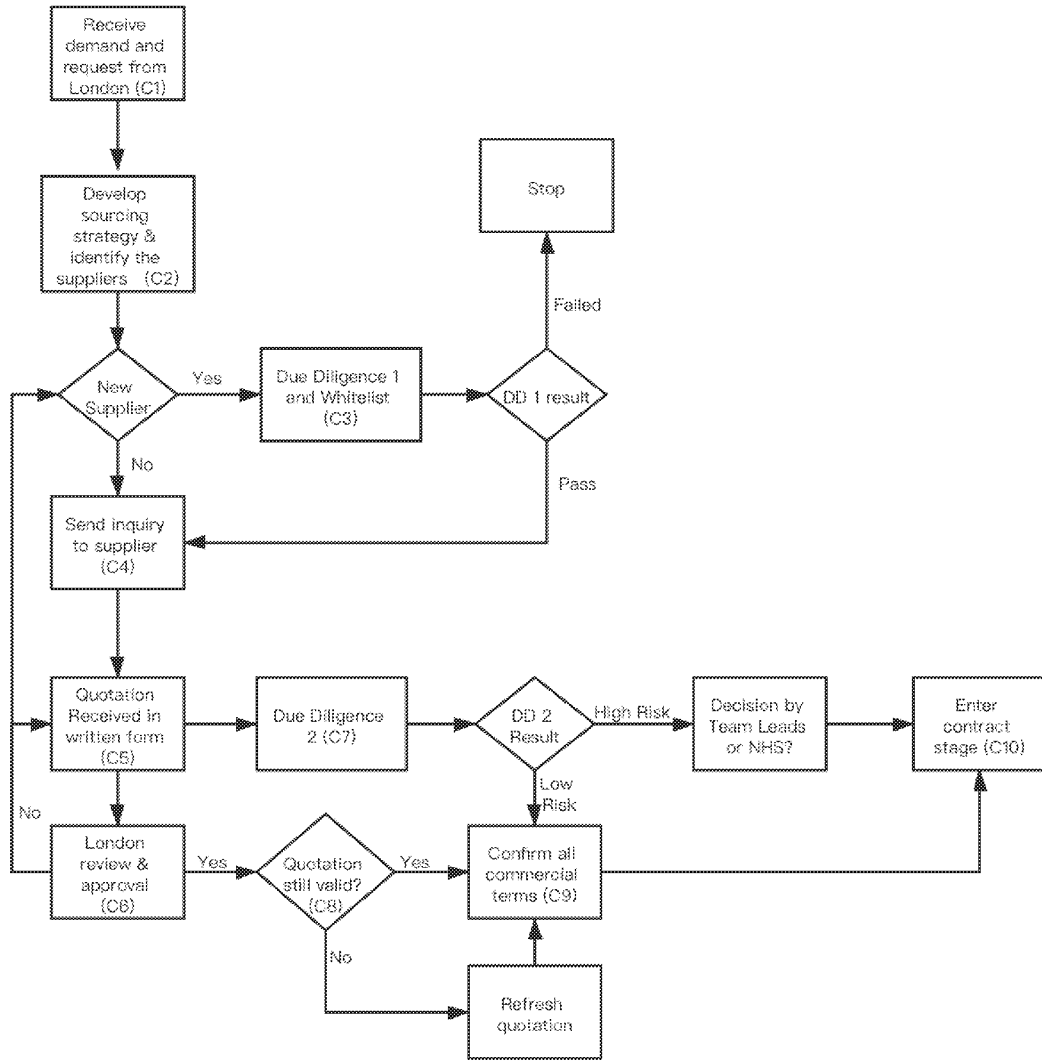 Receive
demand and
request from
London (C1)
Develop
sourcing
strategy &
identify the
suppliers (C2)
Stop
Failed
New
Supplier
Yes
Due Diligence 1
and Whitelist
(C3)
DD 1 result
No
Pass
Send inquiry
to supplier
(C4)
Quotation
Received in
written form
(C5)
Due Diligence
2 (C7)
DD 2
Result
High Risk
Decision by
Team Leads
or NHS?
Enter
contract
stage (C10)
Low
Risk
No
London
review &
approval
(C6)
Yes
Quotation
still valid?
(C8)
Yes
Confirm all
commercial
terms (C9)
No
Refresh
quotation